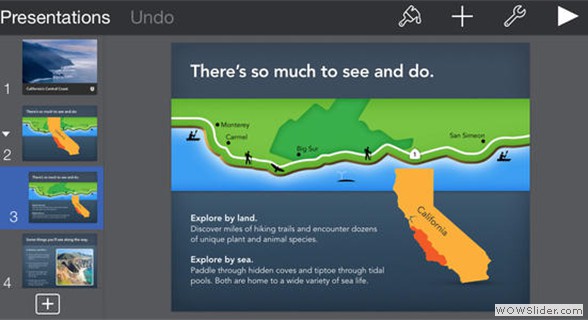 Presentations Undo
1
California's Central Coast
There's so much to see and do.
2
There's so much to see and do.
3
Some things you'll see along the way.
4
There's so much to see and do.
Monterey
Carmel
Big Sur
San Simeon
1
California
Explore by land.
Discover miles of hiking trails and encounter dozens
of unique plant and animal species.
Explore by sea.
Paddle through hidden coves and tiptoe through tidal
pools. Both are home to a wide variety of sea life.
WOWSlider.com